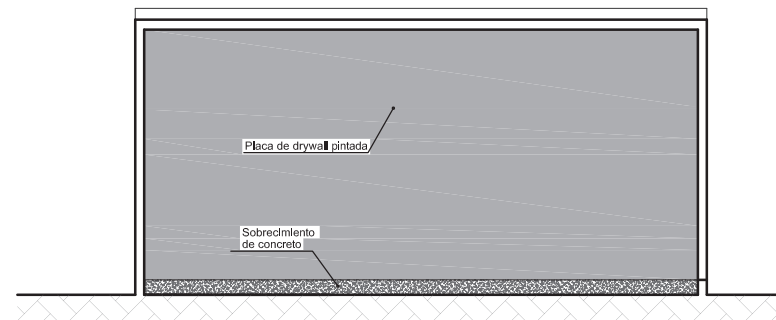 Placa de drywall pintada
Sobrecimiento
de concreto